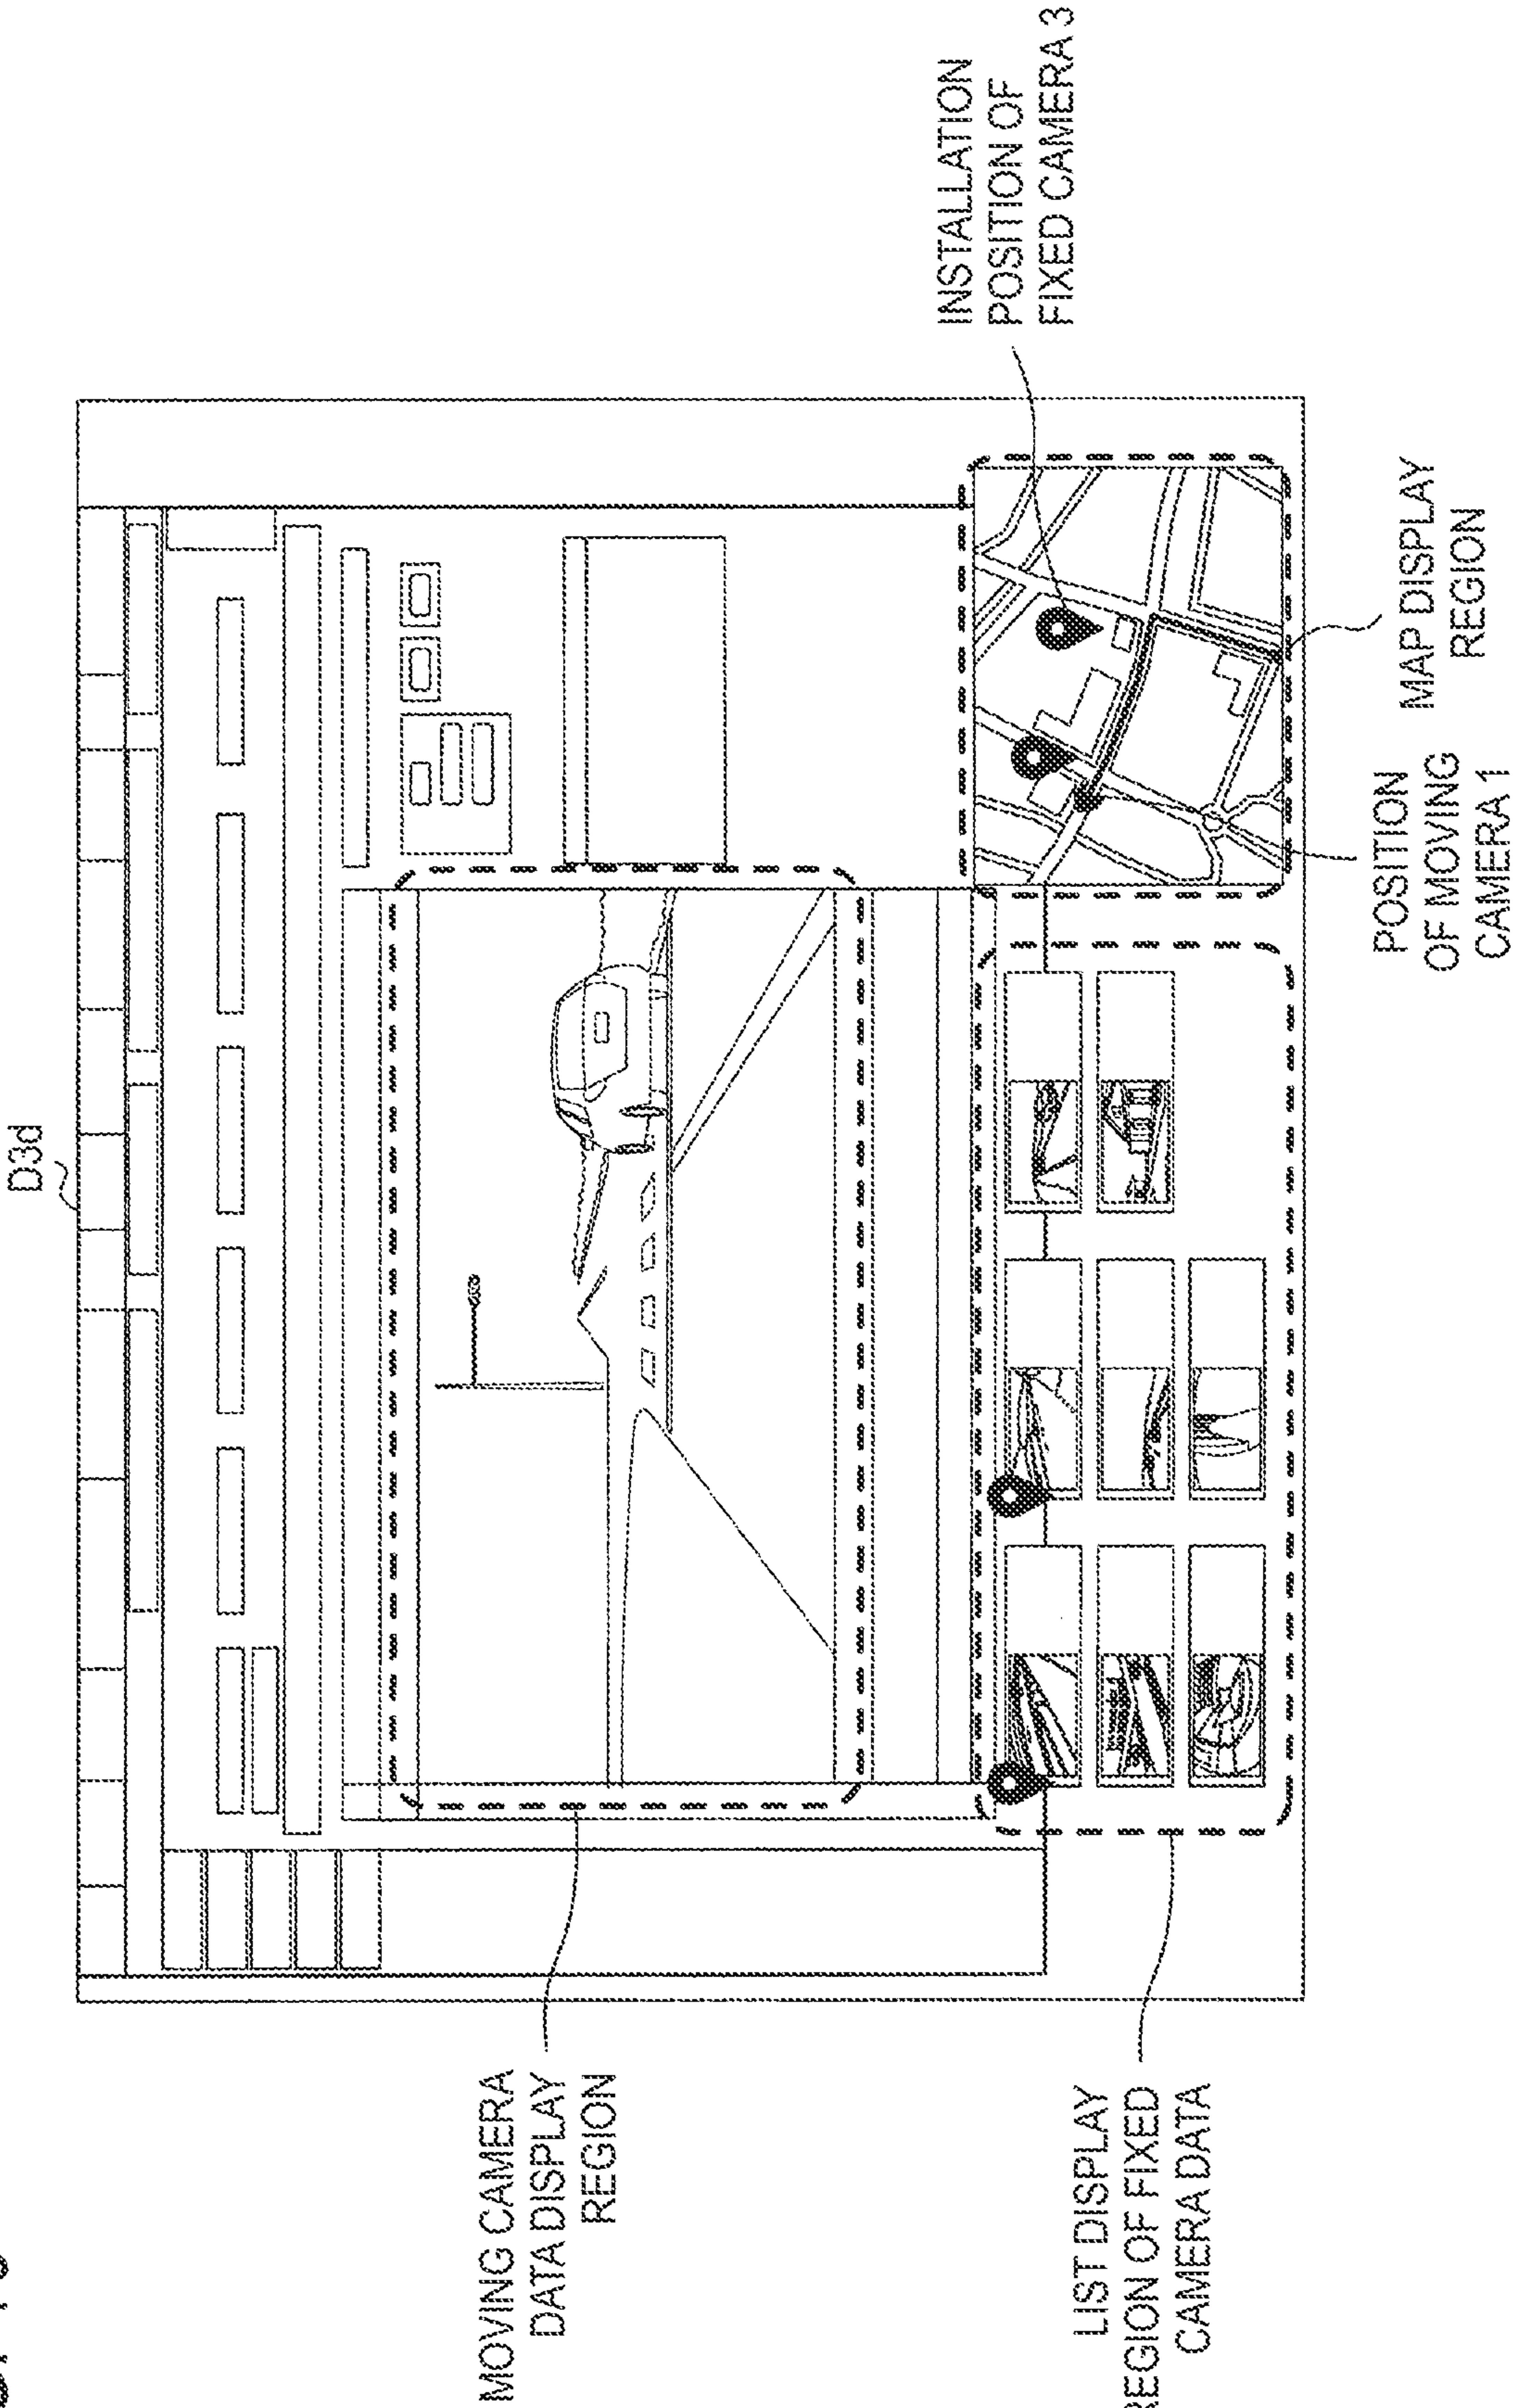 D3d
MOVING CAMERA
DATA DISPLAY
REGION
LIST DISPLAY
REGION OF FIXED
CAMERA DATA
INSTALLATION
POSITION OF
FIXED CAMERA 3
MAP DISPLAY
REGION
POSITION
OF MOVING
CAMERA 1